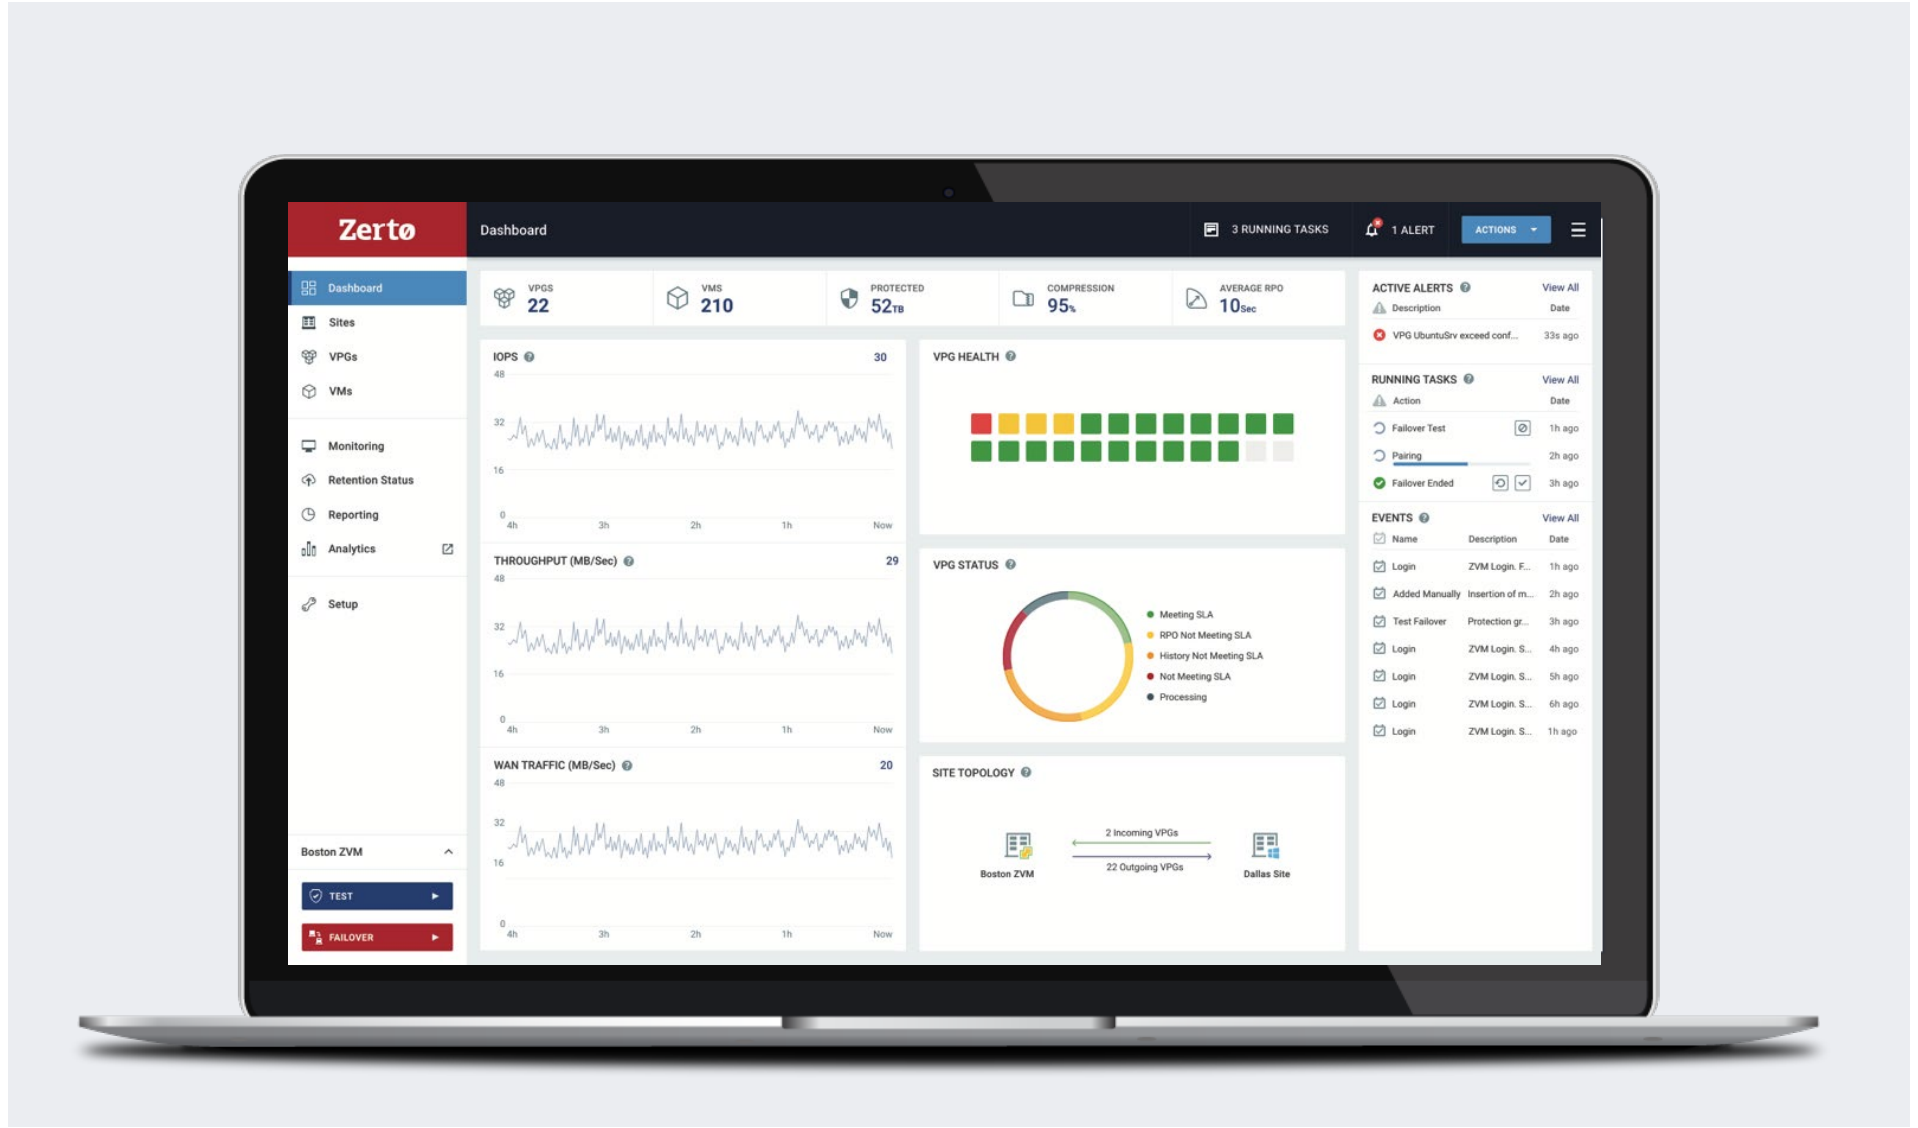 Zertø
Dashboard
3 RUNNING TASKS
1 ALERT
ACTIONS
Dashboard
Sites
VPGs
VMs
Monitoring
Retention Status
Reporting
Analytics
Setup
Boston ZVM
TEST
FAILOVER
VPGS
22
VMS
210
PROTECTED
52TB
COMPRESSION
95%
AVERAGE RPO
10Sec
IOPS
30
48
32
16
0
4h 3h 2h 1h Now
THROUGHPUT (MB/Sec)
29
48
32
16
0
4h 3h 2h 1h Now
WAN TRAFFIC (MB/Sec)
20
48
32
16
0
4h 3h 2h 1h Now
VPG HEALTH
VPG STATUS
Meeting SLA
RPO Not Meeting SLA
History Not Meeting SLA
Not Meeting SLA
Processing
SITE TOPOLOGY
2 Incoming VPGs
22 Outgoing VPGs
Boston ZVM
Dallas Site
ACTIVE ALERTS View All
Description Date
VPG UbuntuSrv exceed conf... 33s ago
RUNNING TASKS View All
Action Date
Failover Test 1h ago
Pairing 2h ago
Failover Ended 3h ago
EVENTS View All
Name Description Date
Login ZVM Login. F... 1h ago
Added Manually Insertion of m... 2h ago
Test Failover Protection gr... 3h ago
Login ZVM Login. S... 4h ago
Login ZVM Login. S... 5h ago
Login ZVM Login. S... 6h ago
Login ZVM Login. S... 1h ago